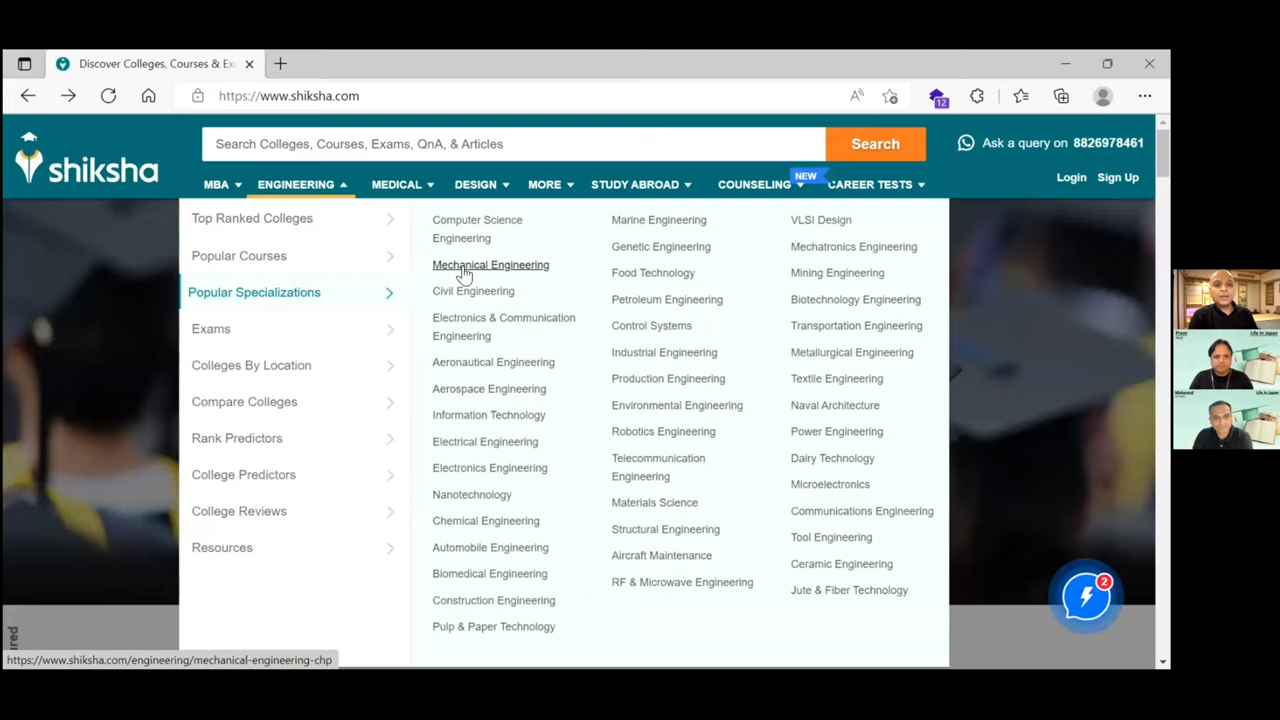 Discover Colleges, Courses & Ex
https://www.shiksha.com
12
shiksha
Search Colleges, Courses, Exams, QnA, & Articles
Search
Ask a query on 8826978461
NEW
MBA
ENGINEERING
MEDICAL
DESIGN
MORE
STUDY ABROAD
COUNSELING
CAREER TESTS
Login
Sign Up
Top Ranked Colleges
Popular Courses
Popular Specializations
Exams
Colleges By Location
Compare Colleges
Rank Predictors
College Predictors
College Reviews
Resources
Computer Science
Engineering
Mechanical Engineering
Civil Engineering
Electronics & Communication
Engineering
Aeronautical Engineering
Aerospace Engineering
Information Technology
Electrical Engineering
Electronics Engineering
Nanotechnology
Chemical Engineering
Automobile Engineering
Biomedical Engineering
Construction Engineering
Pulp & Paper Technology
Marine Engineering
Genetic Engineering
Food Technology
Petroleum Engineering
Control Systems
Industrial Engineering
Production Engineering
Environmental Engineering
Robotics Engineering
Telecommunication
Engineering
Materials Science
Structural Engineering
Aircraft Maintenance
RF & Microwave Engineering
VLSI Design
Mechatronics Engineering
Mining Engineering
Biotechnology Engineering
Transportation Engineering
Metallurgical Engineering
Textile Engineering
Naval Architecture
Power Engineering
Dairy Technology
Microelectronics
Communications Engineering
Tool Engineering
Ceramic Engineering
Jute & Fiber Technology
2
https://www.shiksha.com/engineering/mechanical-engineering-chp
Prem
Life In Japan
Makarand
Life In Japan